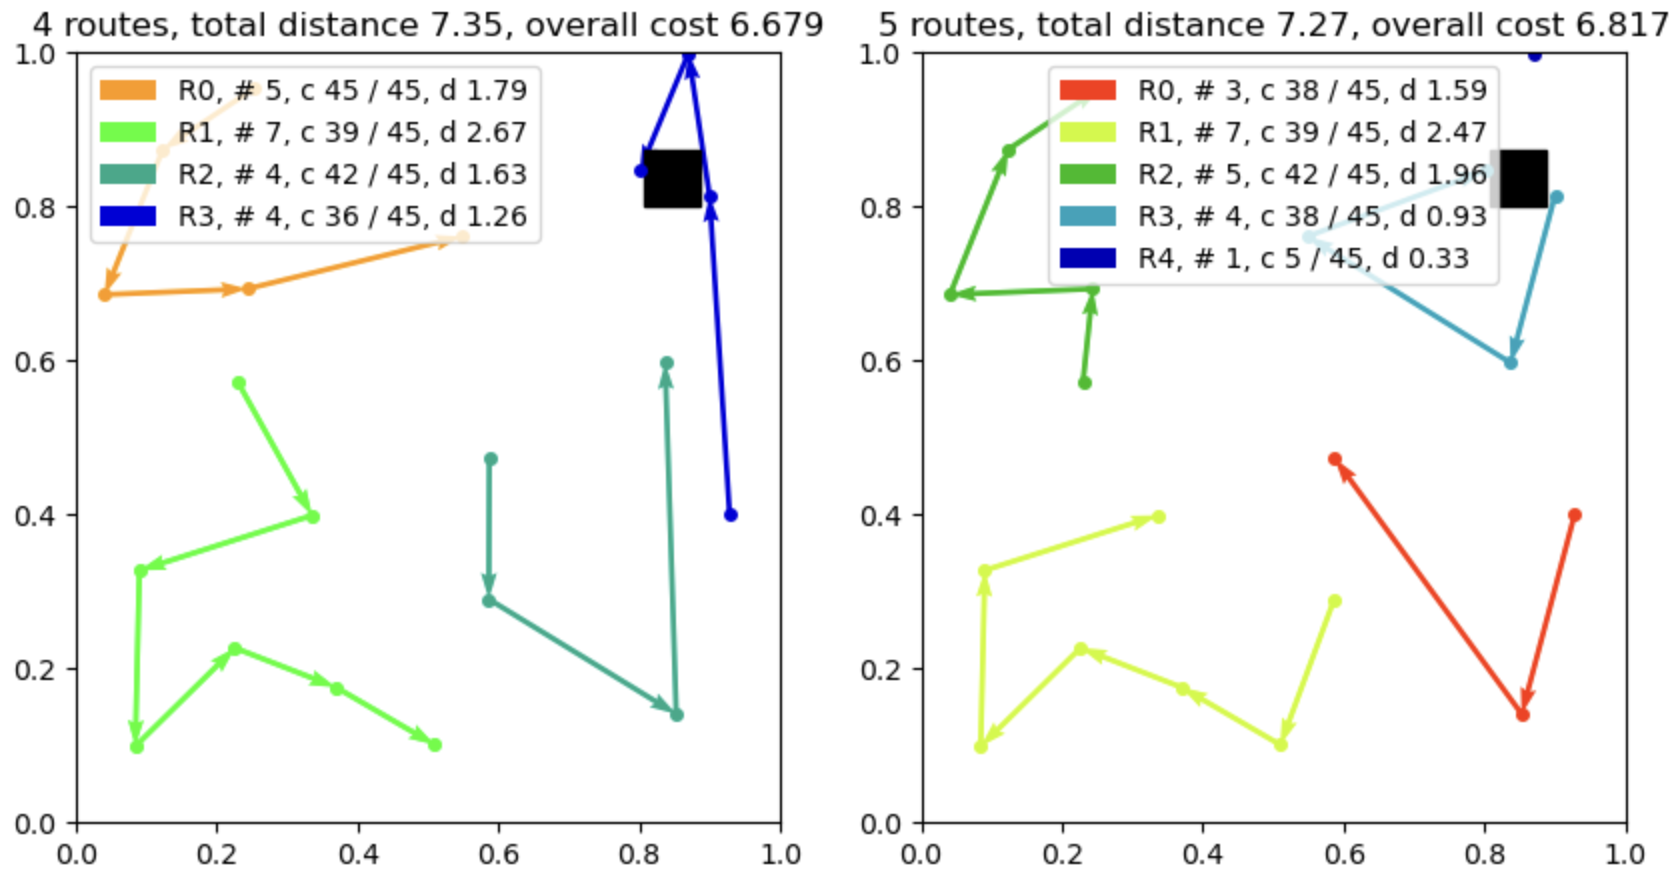 4 routes, total distance 7.35, overall cost 6.679
1.0
0.8
0.6
0.4
0.2
0.0
0.0 0.2 0.4 0.6 0.8 1.0
R0, # 5, c 45 / 45, d 1.79
R1, # 7, c 39 / 45, d 2.67
R2, # 4, c 42 / 45, d 1.63
R3, # 4, c 36 / 45, d 1.26
5 routes, total distance 7.27, overall cost 6.817
1.0
0.8
0.6
0.4
0.2
0.0
0.0 0.2 0.4 0.6 0.8 1.0
R0, # 3, c 38 / 45, d 1.59
R1, # 7, c 39 / 45, d 2.47
R2, # 5, c 42 / 45, d 1.96
R3, # 4, c 38 / 45, d 0.93
R4, # 1, c 5 / 45, d 0.33